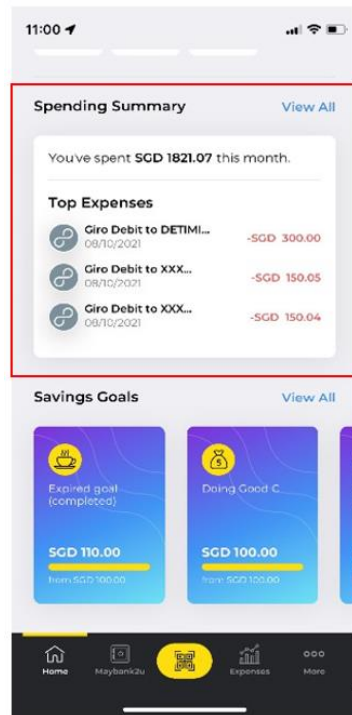 11:00
Spending Summary View All
You've spent SGD 1821.07 this month.
Top Expenses
Giro Debit to DETIMI... -SGD 300.00
08/10/2021
Giro Debit to XXX... -SGD 150.05
08/10/2021
Giro Debit to XXX... -SGD 150.04
08/10/2021
Savings Goals View All
Expired goal Doing Good C
(completed)
SGD 110.00 SGD 100.00
from SGD 100.00 from SGD 100.00
Home Maybank2u Expenses More